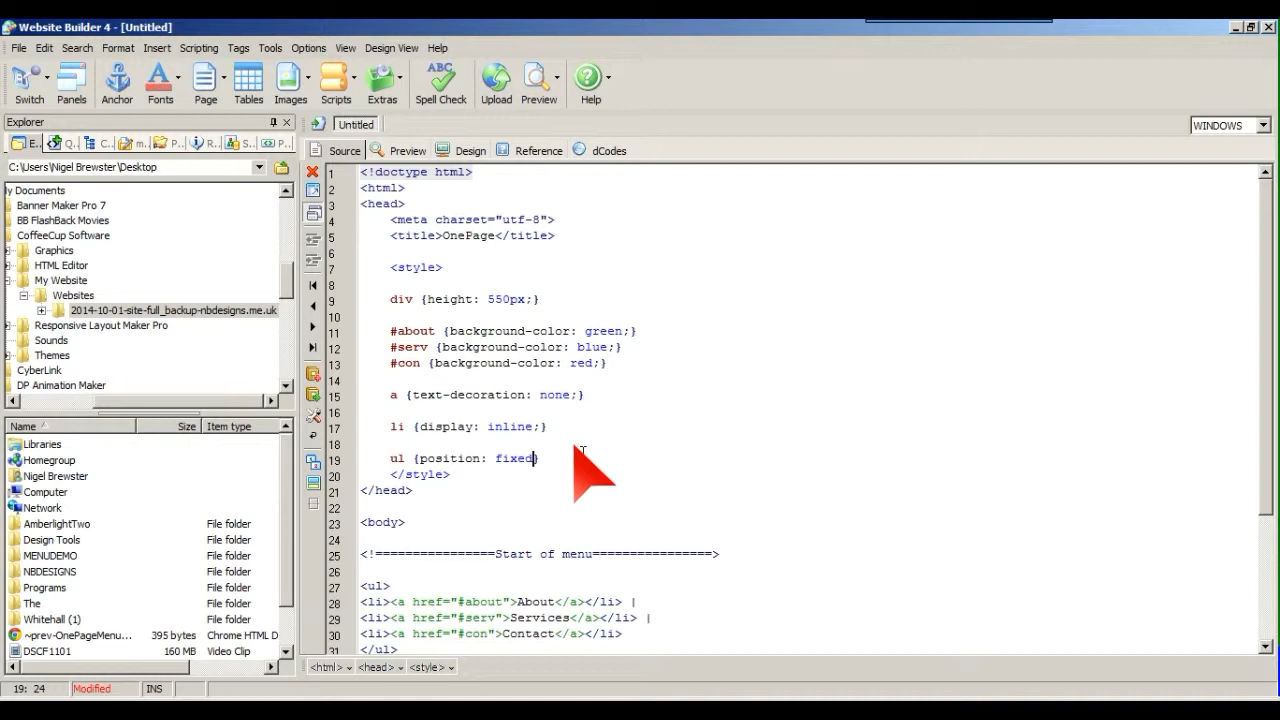 Website Builder 4 - [Untitled]
File Edit Search Format Insert Scripting Tags Tools Options View Design View Help
ABC
Switch Panels Anchor Fonts Page Tables Images Scripts Extras Spell Check Upload Preview Help
Explorer
Untitled
WINDOWS
E... Q... C... m... P... R... S... P...
Source Preview Design Reference dCodes
C:\Users\Nigel Brewster\Desktop
ly Documents
Banner Maker Pro 7
BB FlashBack Movies
CoffeeCup Software
Graphics
HTML Editor
My Website
Websites
2014-10-01-site-full_backup-nbdesigns.me.uk
Responsive Layout Maker Pro
Sounds
Themes
CyberLink
DP Animation Maker
Name Size Item type
Libraries
Homegroup
Nigel Brewster
Computer
Network
AmberlightTwo File folder
Design Tools File folder
MENUDEMO File folder
NBDESIGNS File folder
Programs File folder
The File folder
Whitehall (1) File folder
~prev-OnePageMenu... 395 bytes Chrome HTML D
DSCF1101 160 MB Video Clip
1 <!doctype html>
2 <html>
3 <head>
4 <meta charset="utf-8">
5 <title>OnePage</title>
6
7 <style>
8
9 div {height: 550px;}
10
11 #about {background-color: green;}
12 #serv {background-color: blue;}
13 #con {background-color: red;}
14
15 a {text-decoration: none;}
16
17 li {display: inline;}
18
19 ul {position: fixed}
20 </style>
21 </head>
22
23 <body>
24
25 <!================Start of menu================>
26
27 <ul>
28 <li><a href="#about">About</a></li> |
29 <li><a href="#serv">Services</a></li> |
30 <li><a href="#con">Contact</a></li>
31 </ul>
<html> <head> <style>
19: 24 Modified INS